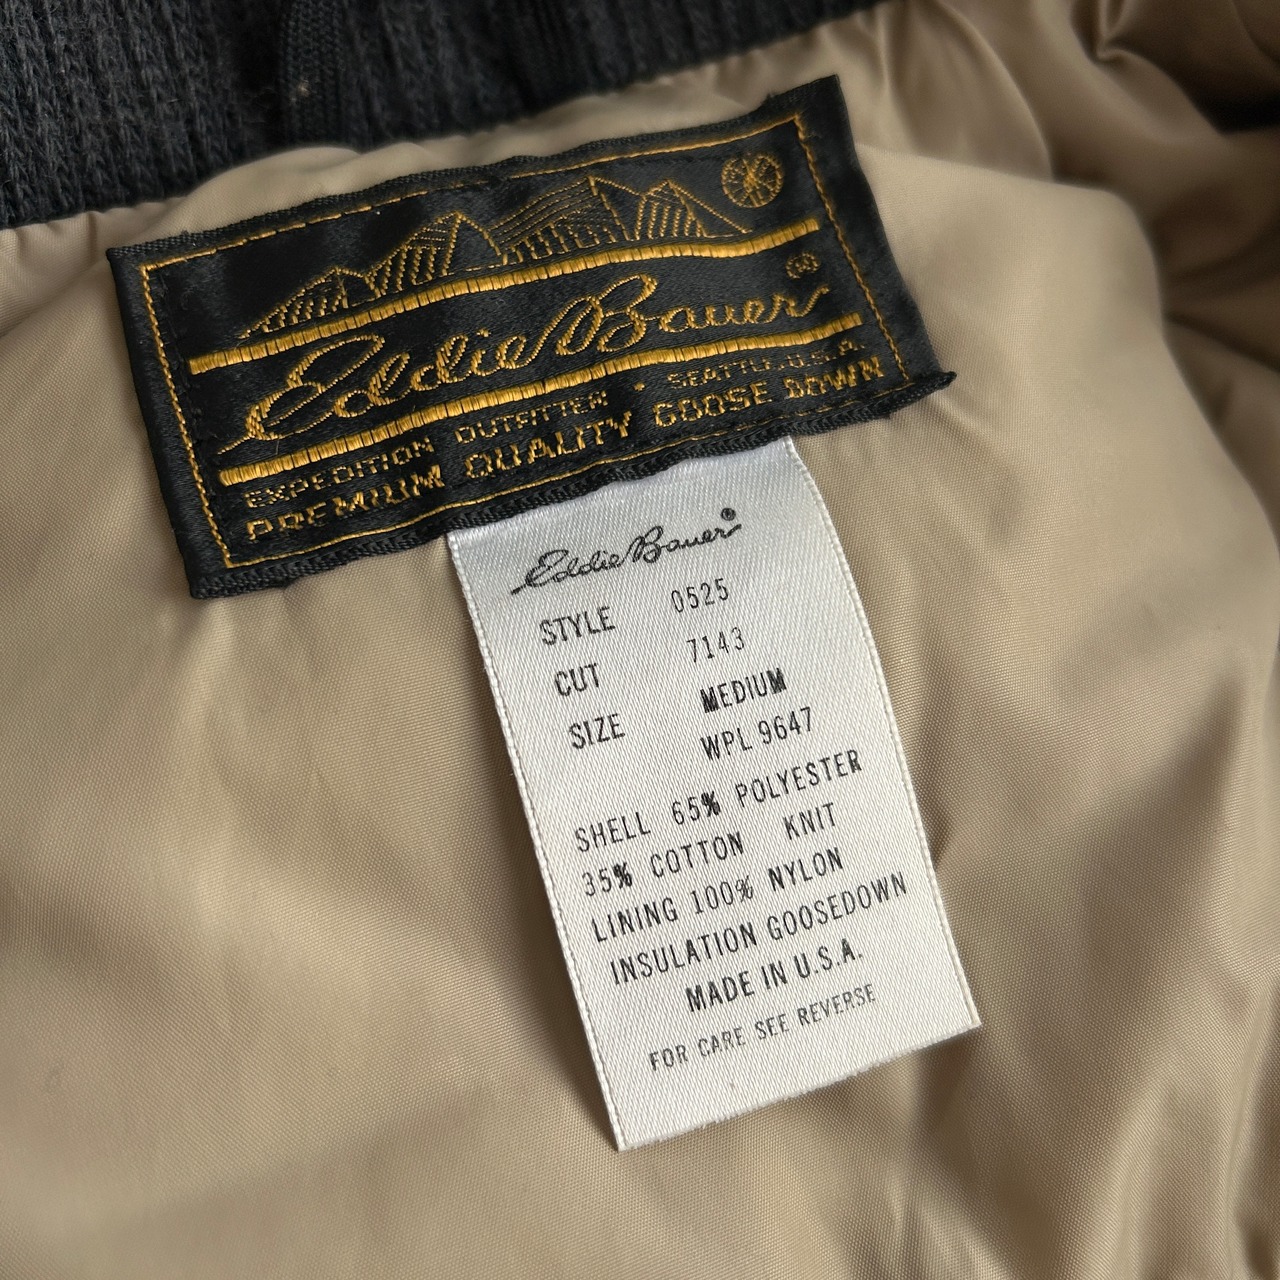 Eddie Bauer®
EXPEDITION OUTFITTER · SEATTLE, U.S.A.
PREMIUM QUALITY GOOSE DOWN
Eddie Bauer®
STYLE 0525
CUT 7143
SIZE MEDIUM
WPL 9647
SHELL 65% POLYESTER
35% COTTON KNIT
LINING 100% NYLON
INSULATION GOOSEDOWN
MADE IN U.S.A.
FOR CARE SEE REVERSE